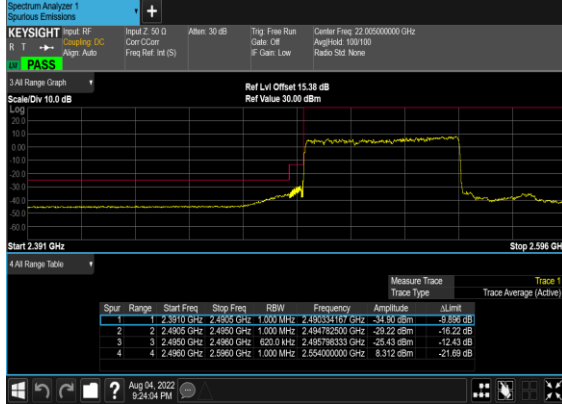 Spectrum Analyzer 1
Spurious Emissions
KEYSIGHT Input: RF Input Z: 50 Ω Atten: 30 dB Trig: Free Run Center Freq: 22.005000000 GHz
R T Coupling: DC Corr CCorr Gate: Off Avg|Hold: 100/100
Align: Auto Freq Ref: Int (S) IF Gain: Low Radio Std: None
PASS
3 All Range Graph
Ref Lvl Offset 15.38 dB
Scale/Div 10.0 dB Ref Value 30.00 dBm
Log
20.0
10.0
0.00
-10.0
-20.0
-30.0
-40.0
-50.0
-60.0
Start 2.391 GHz Stop 2.596 GH
4 All Range Table
Measure Trace Trace 1
Trace Type Trace Average (Active)
Spur Range Start Freq Stop Freq RBW Frequency Amplitude ΔLimit
1 1 2.3910 GHz 2.4905 GHz 1.000 MHz 2.490334167 GHz -34.90 dBm -9.896 dB
2 2 2.4905 GHz 2.4950 GHz 1.000 MHz 2.494782500 GHz -29.22 dBm -16.22 dB
3 3 2.4950 GHz 2.4960 GHz 620.0 kHz 2.495798333 GHz -25.43 dBm -12.43 dB
4 4 2.4960 GHz 2.5960 GHz 1.000 MHz 2.554000000 GHz 8.312 dBm -21.69 dB
Aug 04, 2022
9:24:04 PM